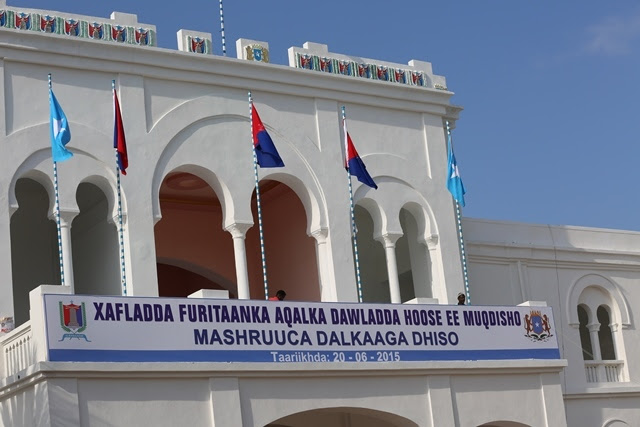 XAFLADDA FURITAANKA AQALKA DAWLADDA HOOSE EE MUQDISHO
MASHRUUCA DALKAAGA DHISO
Taariikhda: 20 - 06 - 2015